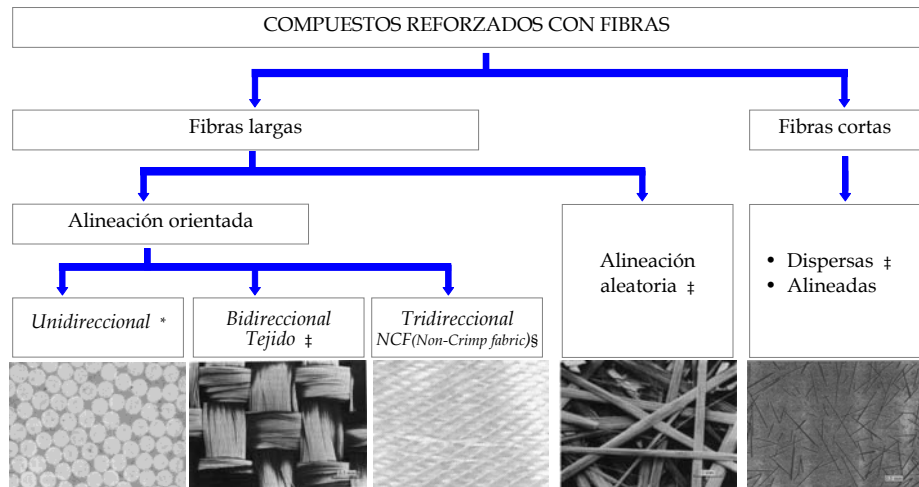 COMPUESTOS REFORZADOS CON FIBRAS
Fibras largas
Fibras cortas
Alineación orientada
Alineación
aleatoria ‡
• Dispersas ‡
• Alineadas
Unidireccional *
Bidireccional
Tejido ‡
Tridireccional
NCF(Non-Crimp fabric)§